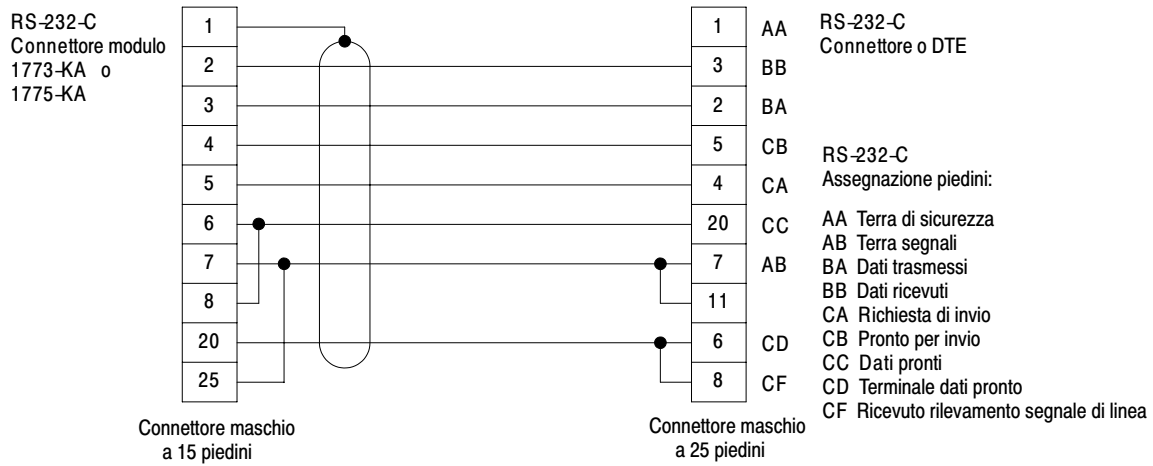 RS-232-C
Connettore modulo
1773-KA o
1775-KA
1
2
3
4
5
6
7
8
20
25
Connettore maschio
a 15 piedini
1 AA
3 BB
2 BA
5 CB
4 CA
20 CC
7 AB
11
6 CD
8 CF
Connettore maschio
a 25 piedini
RS-232-C
Connettore o DTE
RS-232-C
Assegnazione piedini:
AA Terra di sicurezza
AB Terra segnali
BA Dati trasmessi
BB Dati ricevuti
CA Richiesta di invio
CB Pronto per invio
CC Dati pronti
CD Terminale dati pronto
CF Ricevuto rilevamento segnale di linea